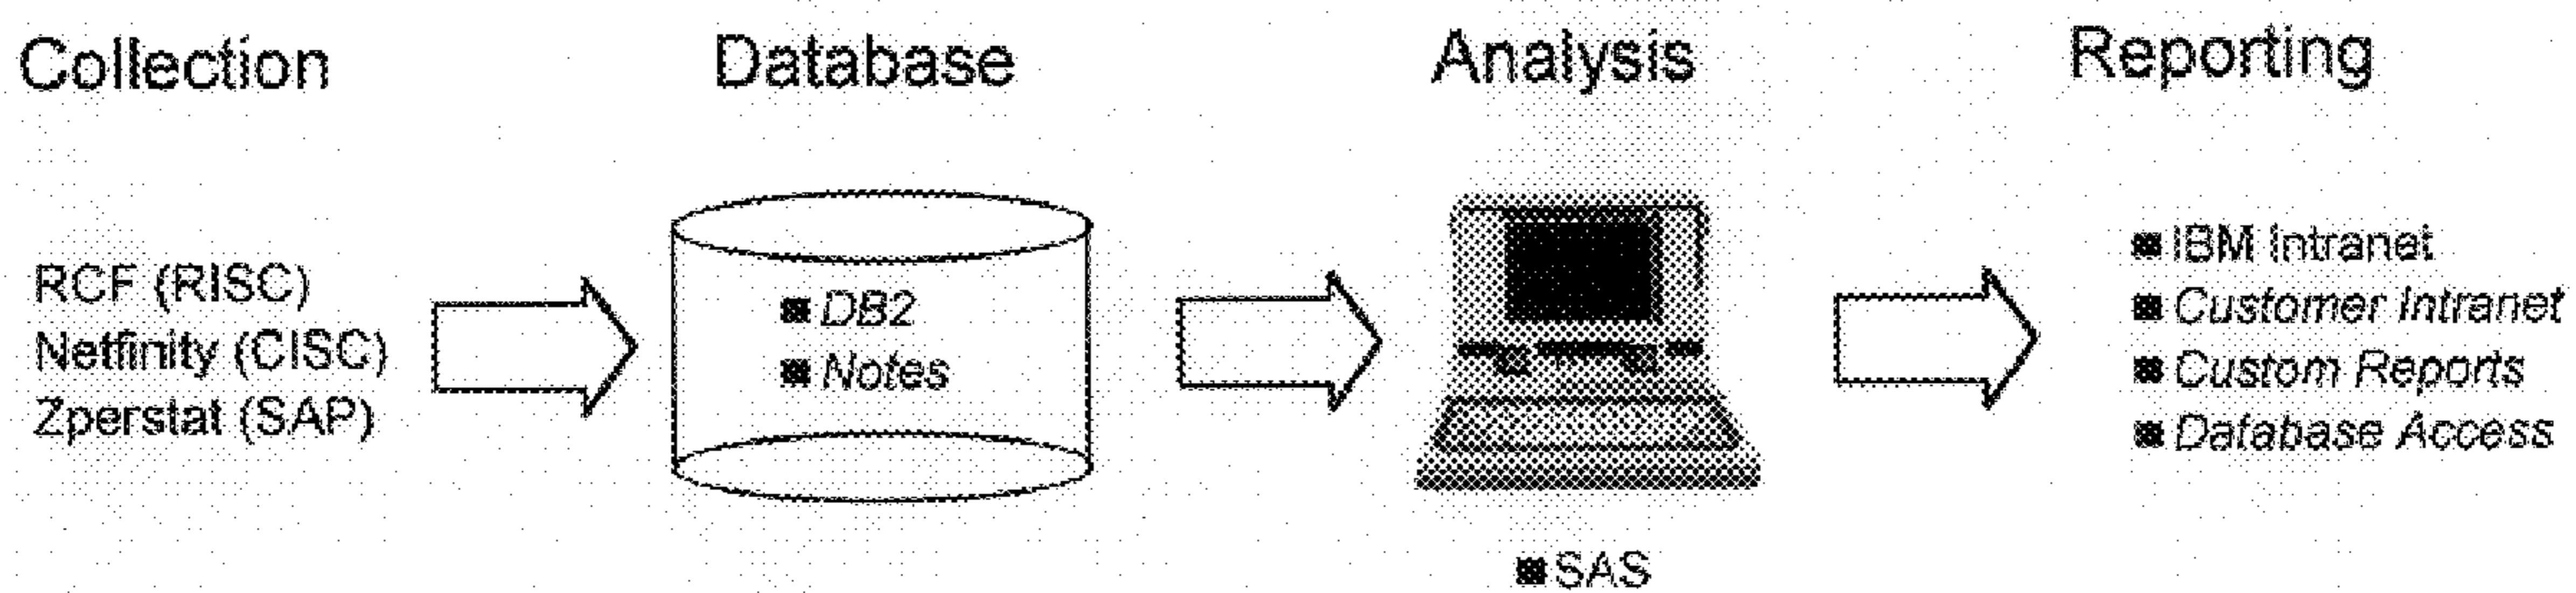 Collection
Database
Analysis
Reporting
RCF (RISC)
Netfinity (CISC)
Zperstat (SAP)
DB2
Notes
SAS
IBM Intranet
Customer Intranet
Custom Reports
Database Access